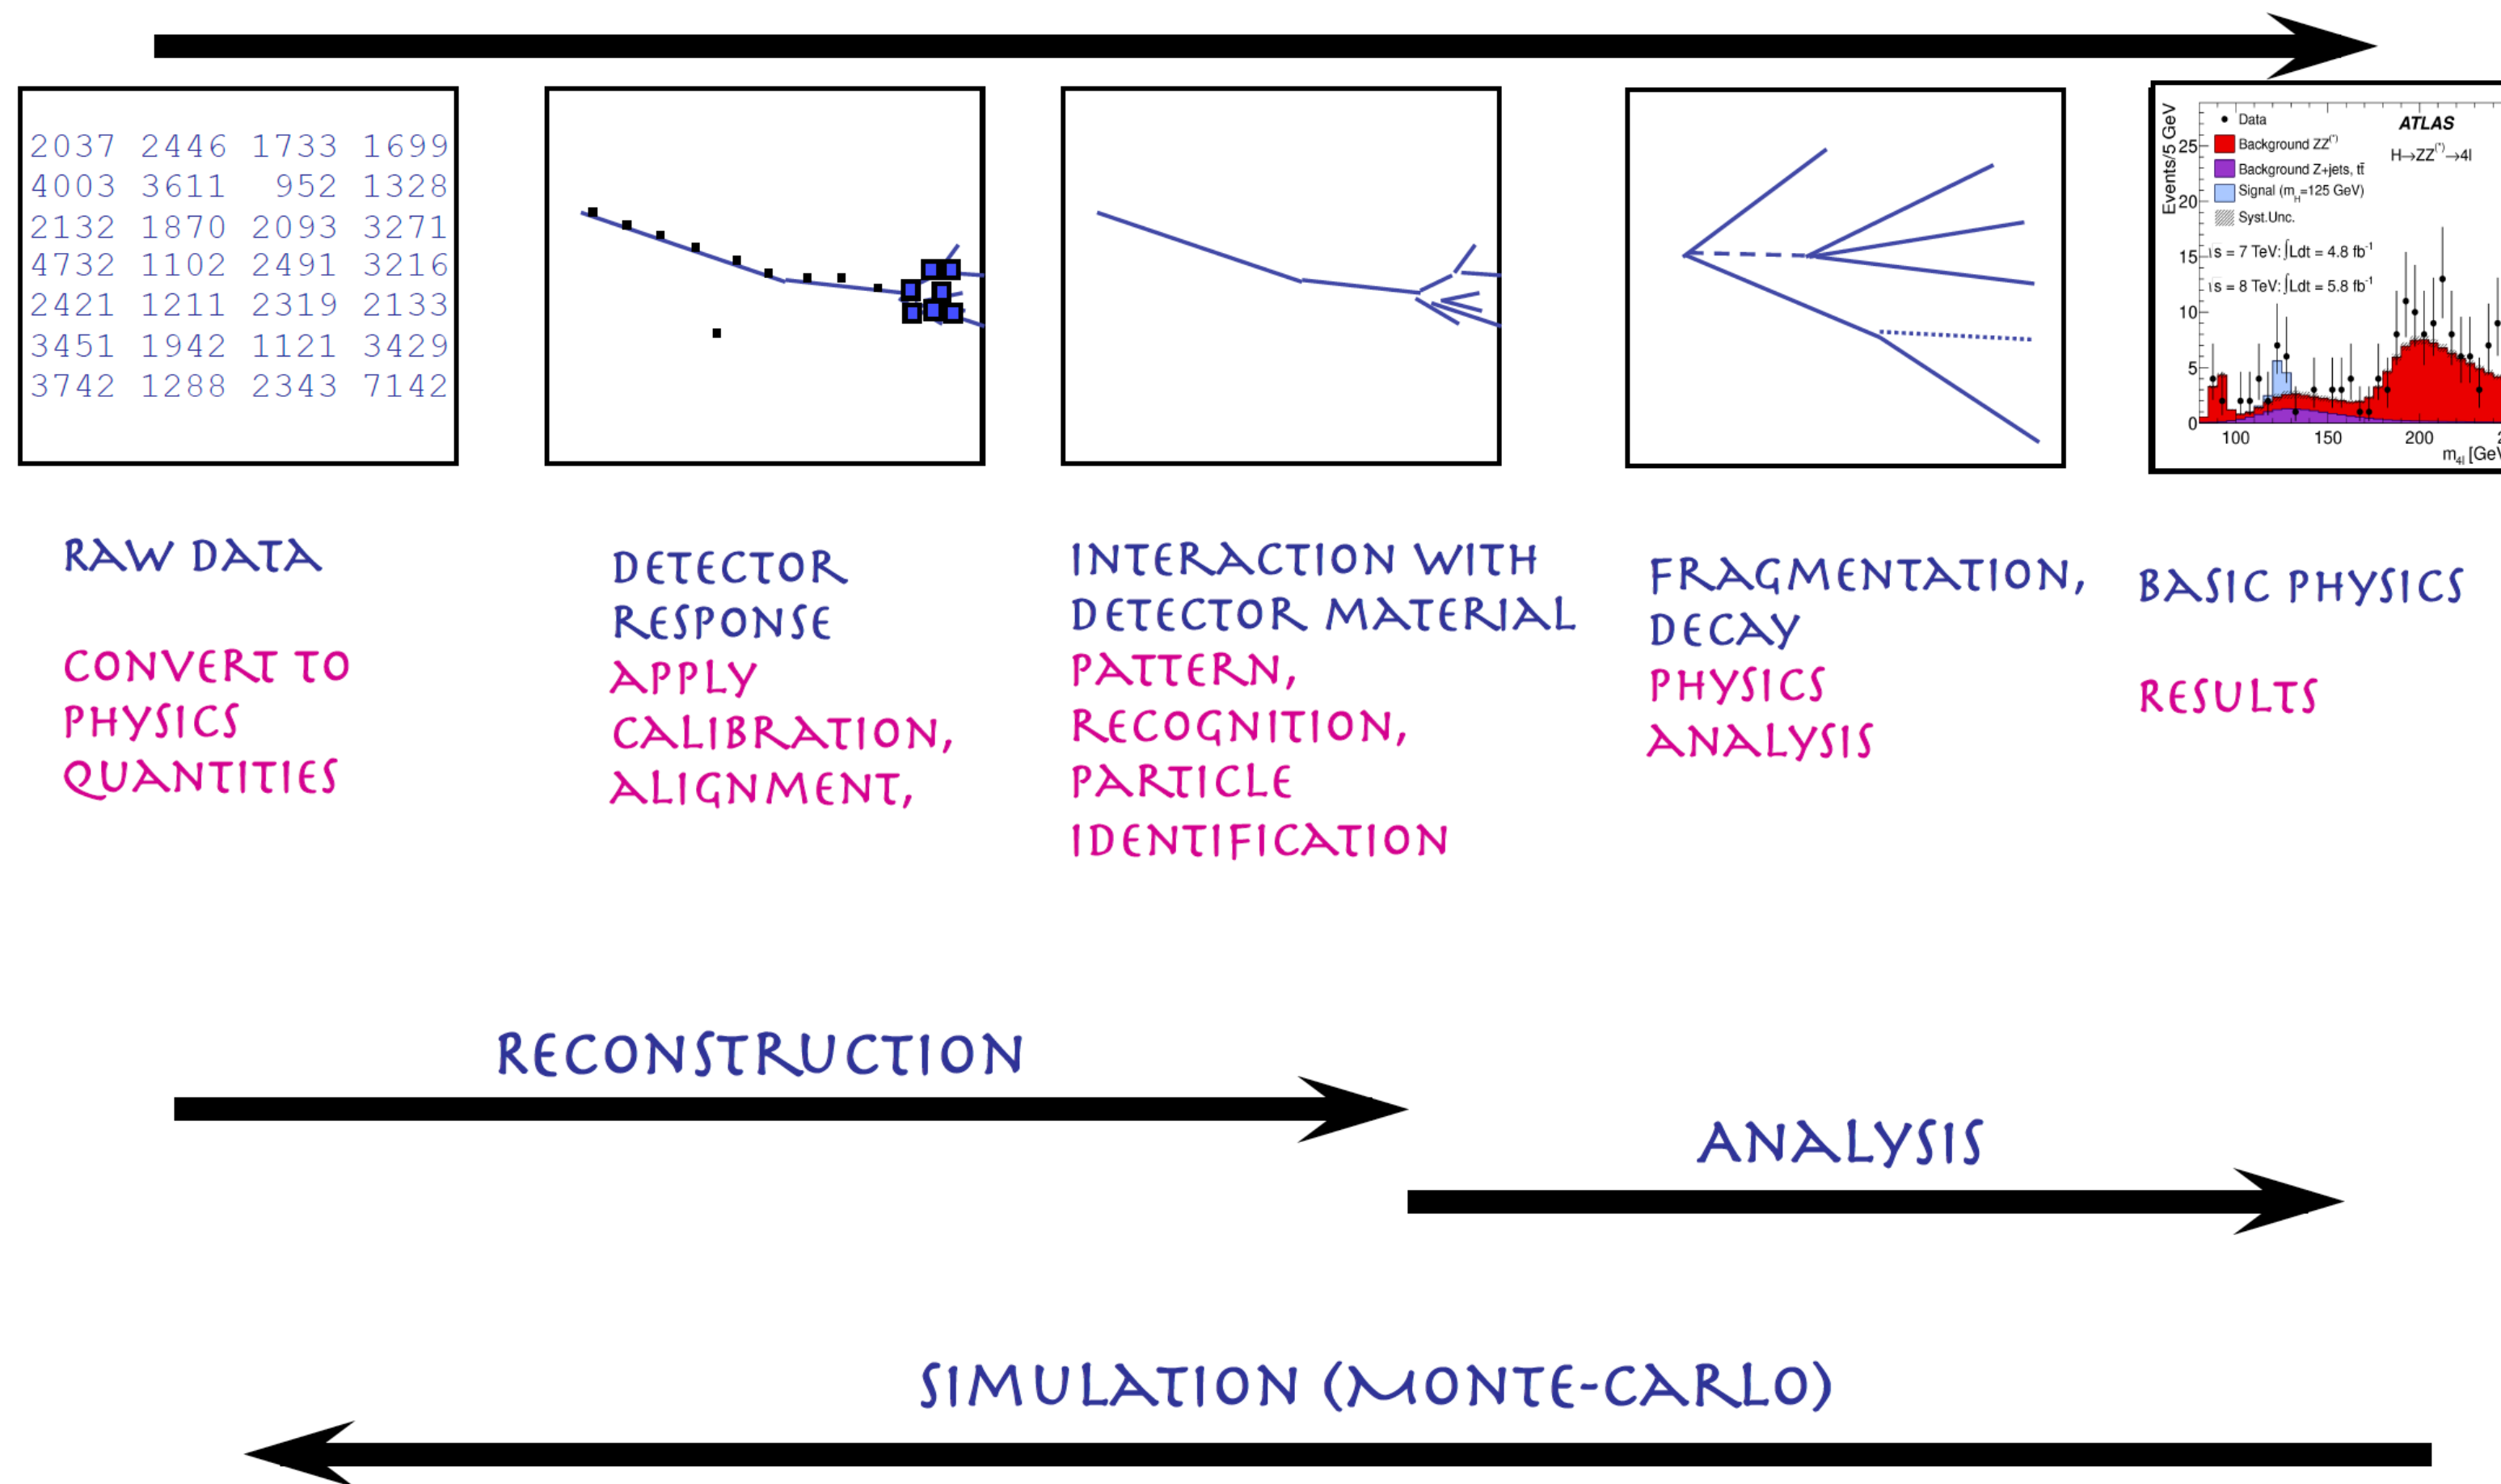 2037 2446 1733 1699
4003 3611 952 1328
2132 1870 2093 3271
4732 1102 2491 3216
2421 1211 2319 2133
3451 1942 1121 3429
3742 1288 2343 7142
Events/5 GeV
25
20
15
10
5
0
Data
Background ZZ(*)
Background Z+jets, tt̄
Signal (mH=125 GeV)
Syst.Unc.
√s = 7 TeV: ∫Ldt = 4.8 fb-1
√s = 8 TeV: ∫Ldt = 5.8 fb-1
ATLAS
H→ZZ(*)→4l
100 150 200
m4l [GeV
RAW DATA
CONVERT TO
PHYSICS
QUANTITIES
DETECTOR
RESPONSE
APPLY
CALIBRATION,
ALIGNMENT,
INTERACTION WITH
DETECTOR MATERIAL
PATTERN,
RECOGNITION,
PARTICLE
IDENTIFICATION
FRAGMENTATION,
DECAY
PHYSICS
ANALYSIS
BASIC PHYSICS
RESULTS
RECONSTRUCTION
ANALYSIS
SIMULATION (MONTE-CARLO)